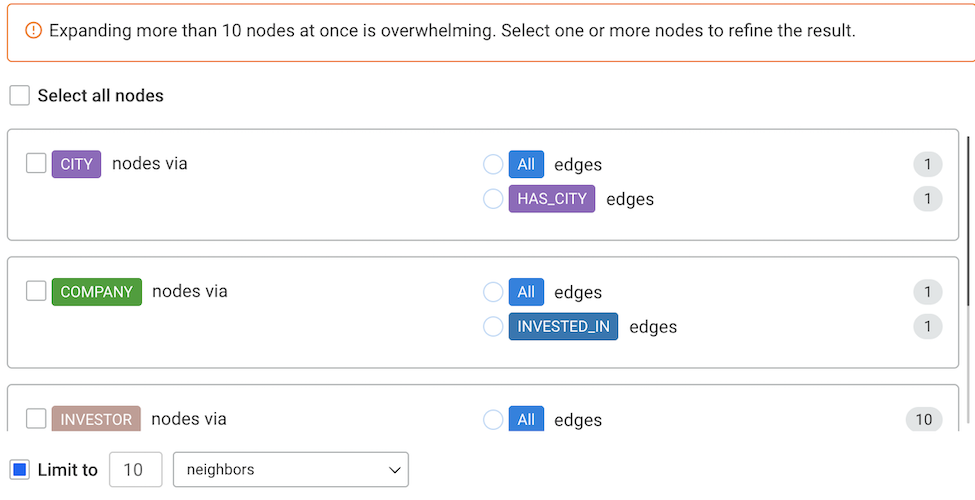 Expanding more than 10 nodes at once is overwhelming. Select one or more nodes to refine the result.
Select all nodes
CITY nodes via All edges 1
HAS_CITY edges 1
COMPANY nodes via All edges 1
INVESTED_IN edges 1
INVESTOR nodes via All edges 10
Limit to 10 neighbors